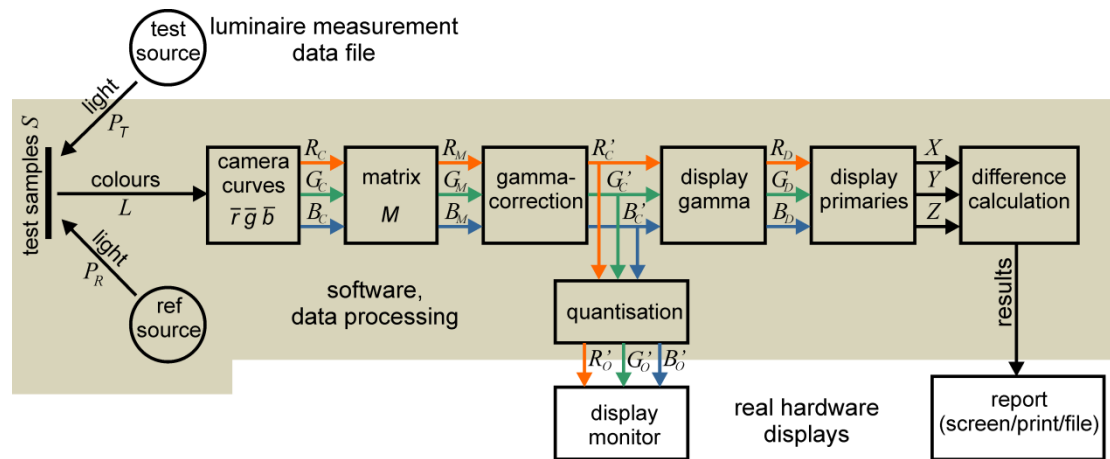 test
source
luminaire measurement
data file
light
P_T
test samples S
colours
L
light
P_R
ref
source
camera
curves
r̅ g̅ b̅
R_C
G_C
B_C
matrix
M
R_M
G_M
B_M
gamma-
correction
R_C'
G_C'
B_C'
display
gamma
R_D
G_D
B_D
display
primaries
X
Y
Z
difference
calculation
software,
data processing
quantisation
results
R_O'
G_O'
B_O'
display
monitor
real hardware
displays
report
(screen/print/file)